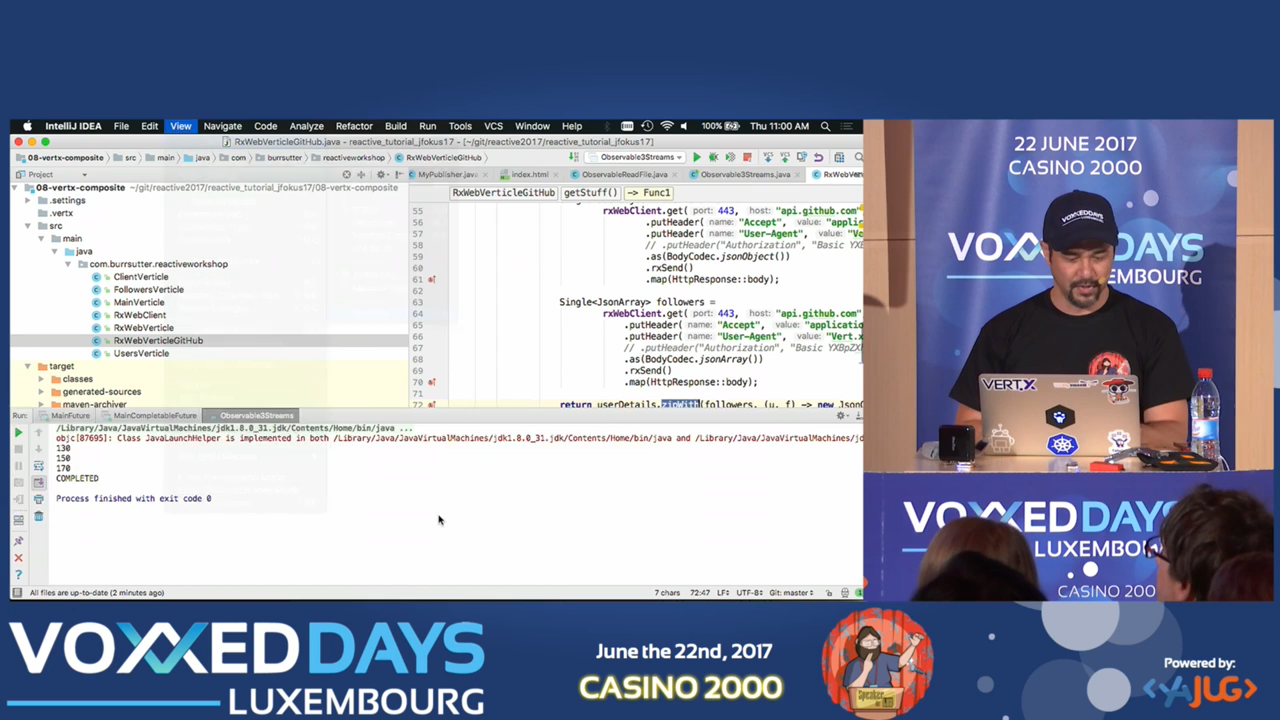 IntelliJ IDEA File Edit View Navigate Code Analyze Refactor Build Run Tools VCS Window Help 100% Thu 11:00 AM
RxWebVerticleGitHub.java - reactive_tutorial_jfokus17 - [~/git/reactive2017/reactive_tutorial_jfokus17]
08-vertx-composite src main java com burrsutter reactiveworkshop RxWebVerticleGitHub Observable3Streams
Project
MyPublisher.java index.html ObservableReadFile.java Observable3Streams.java RxWebVerticleGitHub
08-vertx-composite ~/git/reactive2017/reactive_tutorial_jfokus17/08-vertx-composite
.settings
.vertx
src
main
java
com.burrsutter.reactiveworkshop
ClientVerticle
FollowersVerticle
MainVerticle
RxWebClient
RxWebVerticle
RxWebVerticleGitHub
UsersVerticle
target
classes
generated-sources
maven-archiver
RxWebVerticleGitHub getStuff() -> Func1
55 rxWebClient.get( port: 443, host: "api.github.com"
56 .putHeader( name: "Accept", value: "applic
57 .putHeader( name: "User-Agent", value: "Ve
58 // .putHeader("Authorization", "Basic YXB
59 .as(BodyCodec.jsonObject())
60 .rxSend()
61 .map(HttpResponse::body);
62
63 Single<JsonArray> followers =
64 rxWebClient.get( port: 443, host: "api.github.com"
65 .putHeader( name: "Accept", value: "applicatio
66 .putHeader( name: "User-Agent", value: "Vert.x
67 // .putHeader("Authorization", "Basic YXBpZX
68 .as(BodyCodec.jsonArray())
69 .rxSend()
70 .map(HttpResponse::body);
71
72 return userDetails.zipWith(followers, (u, f) -> new JsonO
Run: MainFuture MainCompletableFuture Observable3Streams
/Library/Java/JavaVirtualMachines/jdk1.8.0_31.jdk/Contents/Home/bin/java ...
objc[87695]: Class JavaLaunchHelper is implemented in both /Library/Java/JavaVirtualMachines/jdk1.8.0_31.jdk/Contents/Home/bin/java and /Library/Java/JavaVirtualMachines/jd
130
150
170
COMPLETED
Process finished with exit code 0
All files are up-to-date (2 minutes ago) 7 chars 72:47 LF UTF-8 Git: master
22 JUNE 2017
CASINO 2000
VOXXEDDAYS
VOXXED DAYS
LUXEMBOURG
VERT.X
VOXXEDDAYS
LUXEMBOU
CASINO 200
VOXXEDDAYS
LUXEMBOURG
June the 22nd, 2017
CASINO 2000
Speaker
Powered by:
YAJUG